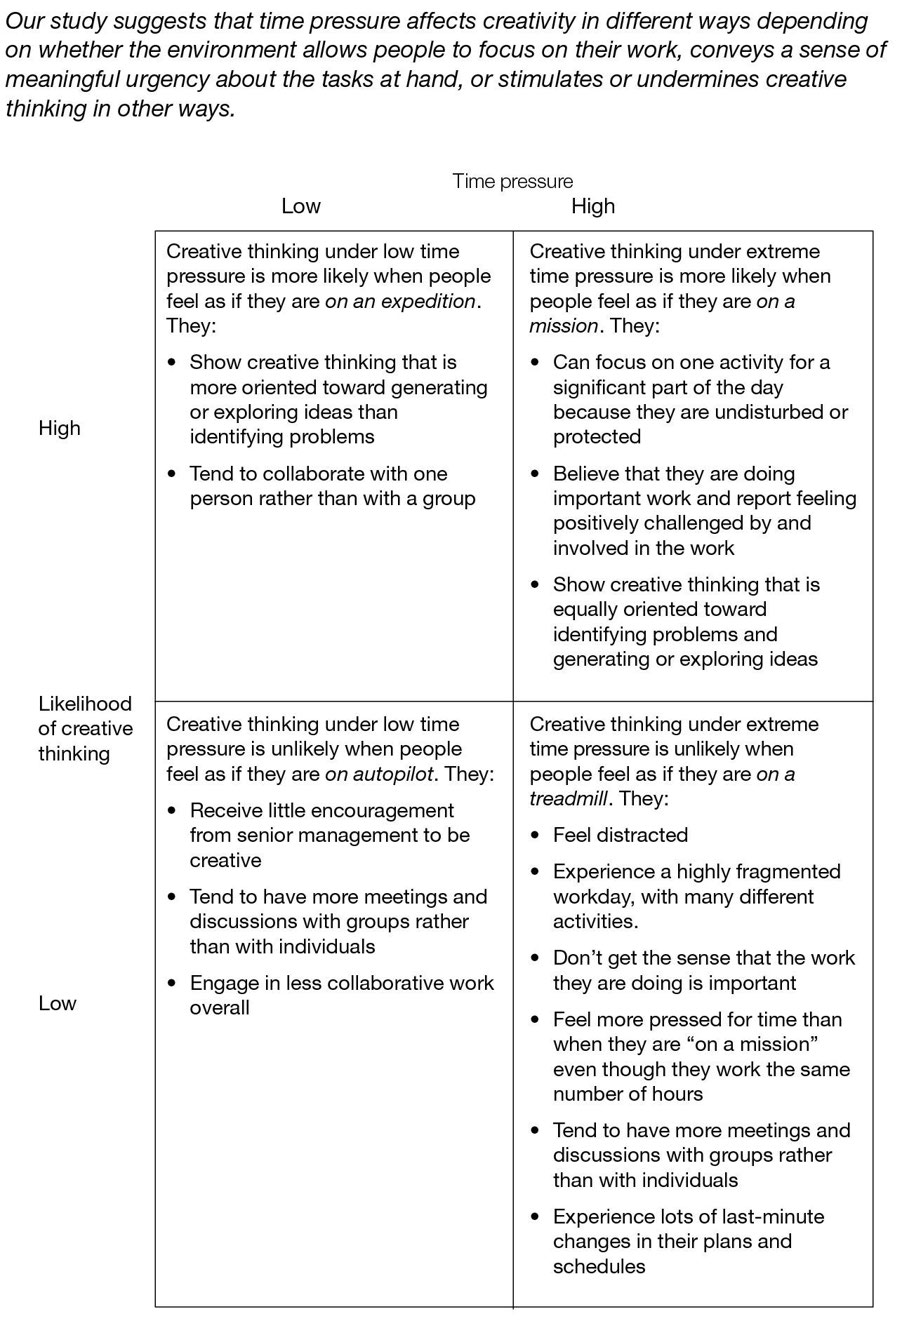 Our study suggests that time pressure affects creativity in different ways depending
on whether the environment allows people to focus on their work, conveys a sense of
meaningful urgency about the tasks at hand, or stimulates or undermines creative
thinking in other ways.
Time pressure
Low
High
High
Creative thinking under low time
pressure is more likely when people
feel as if they are on an expedition.
They:
• Show creative thinking that is
more oriented toward generating
or exploring ideas than
identifying problems
• Tend to collaborate with one
person rather than with a group
Creative thinking under extreme
time pressure is more likely when
people feel as if they are on a
mission. They:
• Can focus on one activity for a
significant part of the day
because they are undisturbed or
protected
• Believe that they are doing
important work and report feeling
positively challenged by and
involved in the work
• Show creative thinking that is
equally oriented toward
identifying problems and
generating or exploring ideas
Likelihood
of creative
thinking
Low
Creative thinking under low time
pressure is unlikely when people
feel as if they are on autopilot. They:
• Receive little encouragement
from senior management to be
creative
• Tend to have more meetings and
discussions with groups rather
than with individuals
• Engage in less collaborative work
overall
Creative thinking under extreme
time pressure is unlikely when
people feel as if they are on a
treadmill. They:
• Feel distracted
• Experience a highly fragmented
workday, with many different
activities.
• Don’t get the sense that the work
they are doing is important
• Feel more pressed for time than
when they are “on a mission”
even though they work the same
number of hours
• Tend to have more meetings and
discussions with groups rather
than with individuals
• Experience lots of last-minute
changes in their plans and
schedules